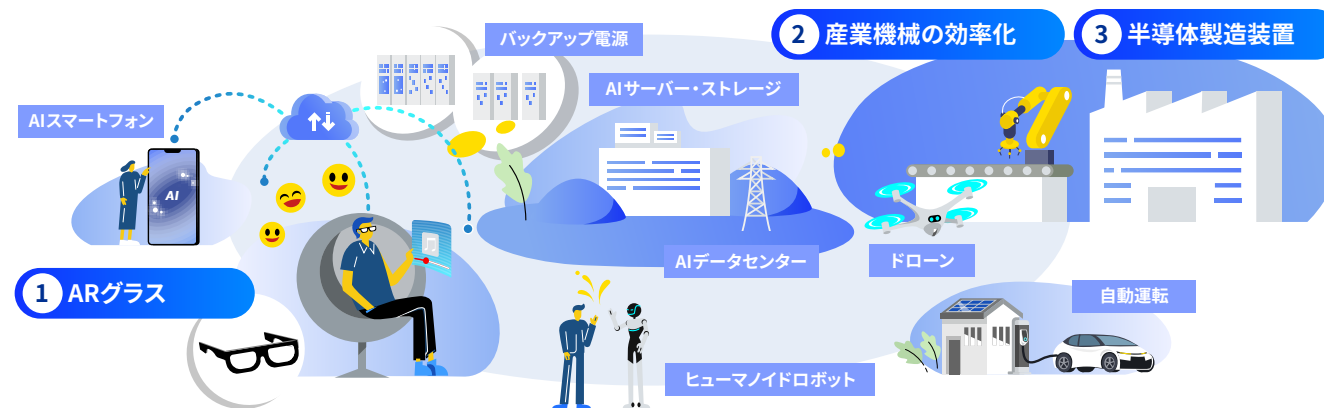 バックアップ電源
2 産業機械の効率化
3 半導体製造装置
AIサーバー・ストレージ
AIスマートフォン
AI
AIデータセンター
ドローン
1 ARグラス
自動運転
ヒューマノイドロボット